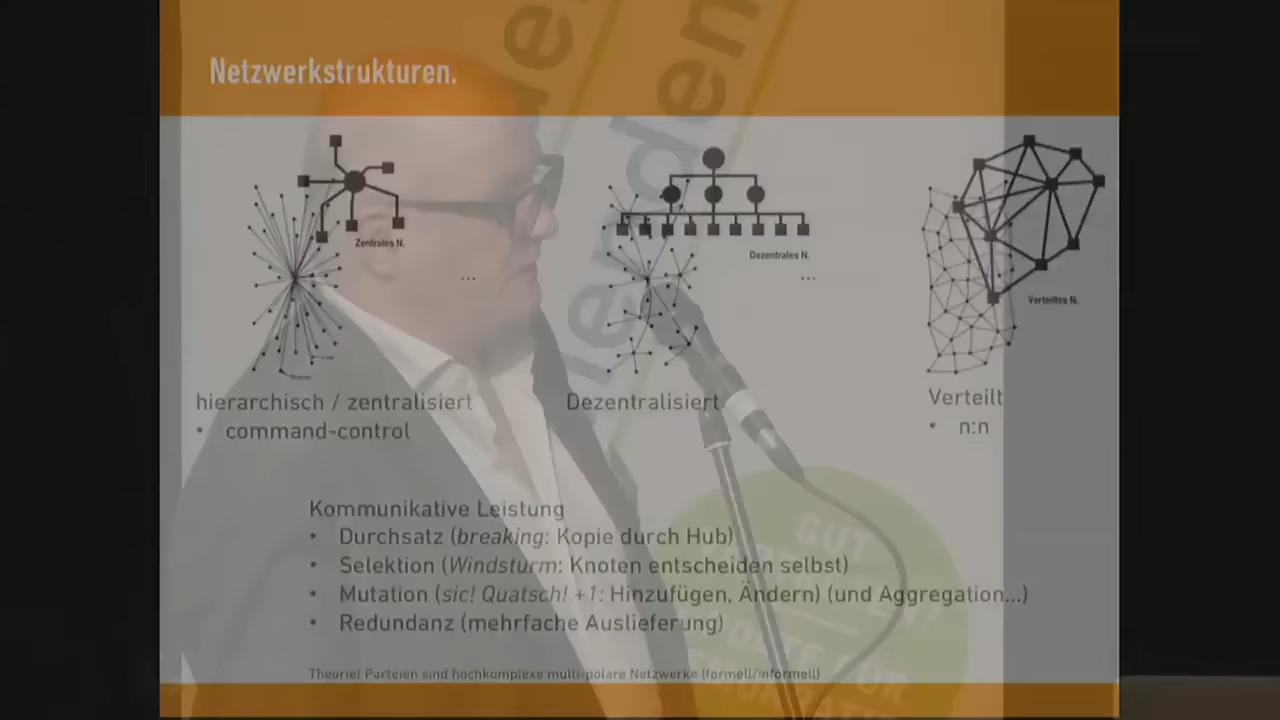 Netzwerkstrukturen.
Zentrales N.
Dezentrales N.
Verteiltes N.
...
...
hierarchisch / zentralisiert
• command-control
Dezentralisiert
Verteilt
• n:n
Kommunikative Leistung
• Durchsatz (breaking: Kopie durch Hub)
• Selektion (Windsturm: Knoten entscheiden selbst)
• Mutation (sic! Quatsch! +1: Hinzufügen, Ändern) (und Aggregation...)
• Redundanz (mehrfache Auslieferung)
Theorie! Parteien sind hochkomplexe multi-polare Netzwerke (formell/informell)
GUT
FÜR